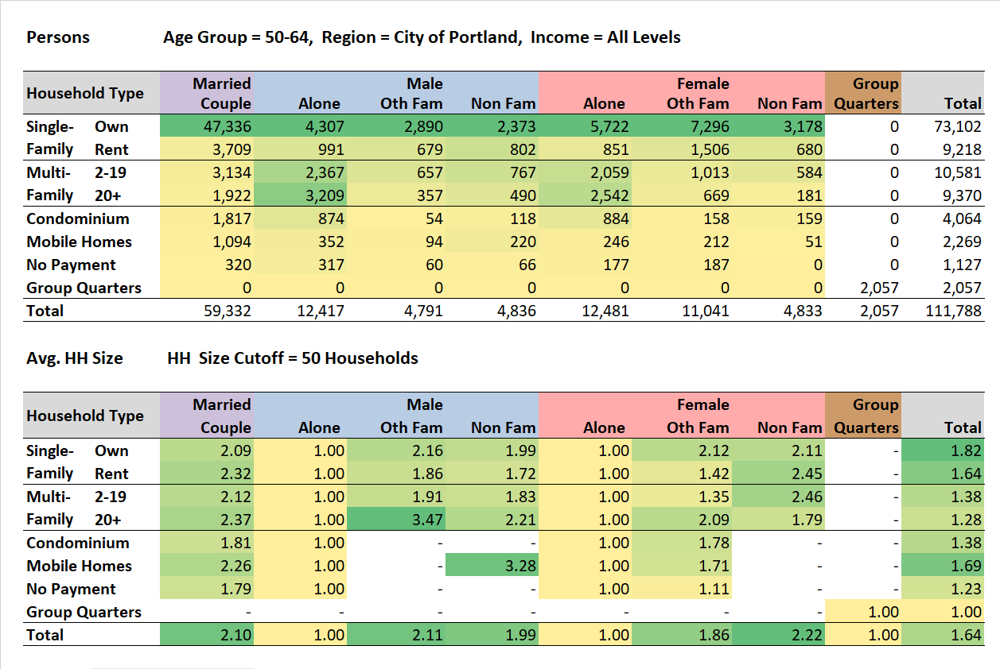 Persons Age Group = 50-64, Region = City of Portland, Income = All Levels
Household Type Married Couple Male Alone Oth Fam Non Fam Female Alone Oth Fam Non Fam Group Quarters Total
Single- Own 47,336 4,307 2,890 2,373 5,722 7,296 3,178 0 73,102
Family Rent 3,709 991 679 802 851 1,506 680 0 9,218
Multi- 2-19 3,134 2,367 657 767 2,059 1,013 584 0 10,581
Family 20+ 1,922 3,209 357 490 2,542 669 181 0 9,370
Condominium 1,817 874 54 118 884 158 159 0 4,064
Mobile Homes 1,094 352 94 220 246 212 51 0 2,269
No Payment 320 317 60 66 177 187 0 0 1,127
Group Quarters 0 0 0 0 0 0 0 2,057 2,057
Total 59,332 12,417 4,791 4,836 12,481 11,041 4,833 2,057 111,788
Avg. HH Size HH Size Cutoff = 50 Households
Household Type Married Couple Male Alone Oth Fam Non Fam Female Alone Oth Fam Non Fam Group Quarters Total
Single- Own 2.09 1.00 2.16 1.99 1.00 2.12 2.11 - 1.82
Family Rent 2.32 1.00 1.86 1.72 1.00 1.42 2.45 - 1.64
Multi- 2-19 2.12 1.00 1.91 1.83 1.00 1.35 2.46 - 1.38
Family 20+ 2.37 1.00 3.47 2.21 1.00 2.09 1.79 - 1.28
Condominium 1.81 1.00 - - 1.00 1.78 - - 1.38
Mobile Homes 2.26 1.00 - 3.28 1.00 1.71 - - 1.69
No Payment 1.79 1.00 - - 1.00 1.11 - - 1.23
Group Quarters - - - - - - - 1.00 1.00
Total 2.10 1.00 2.11 1.99 1.00 1.86 2.22 1.00 1.64